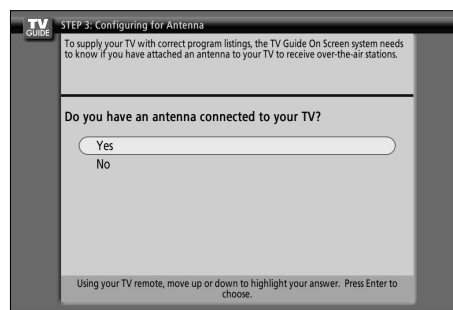 TV
GUIDE
STEP 3: Configuring for Antenna
To supply your TV with correct program listings, the TV Guide On Screen system needs
to know if you have attached an antenna to your TV to receive over-the-air stations.
Do you have an antenna connected to your TV?
Yes
No
Using your TV remote, move up or down to highlight your answer. Press Enter to
choose.